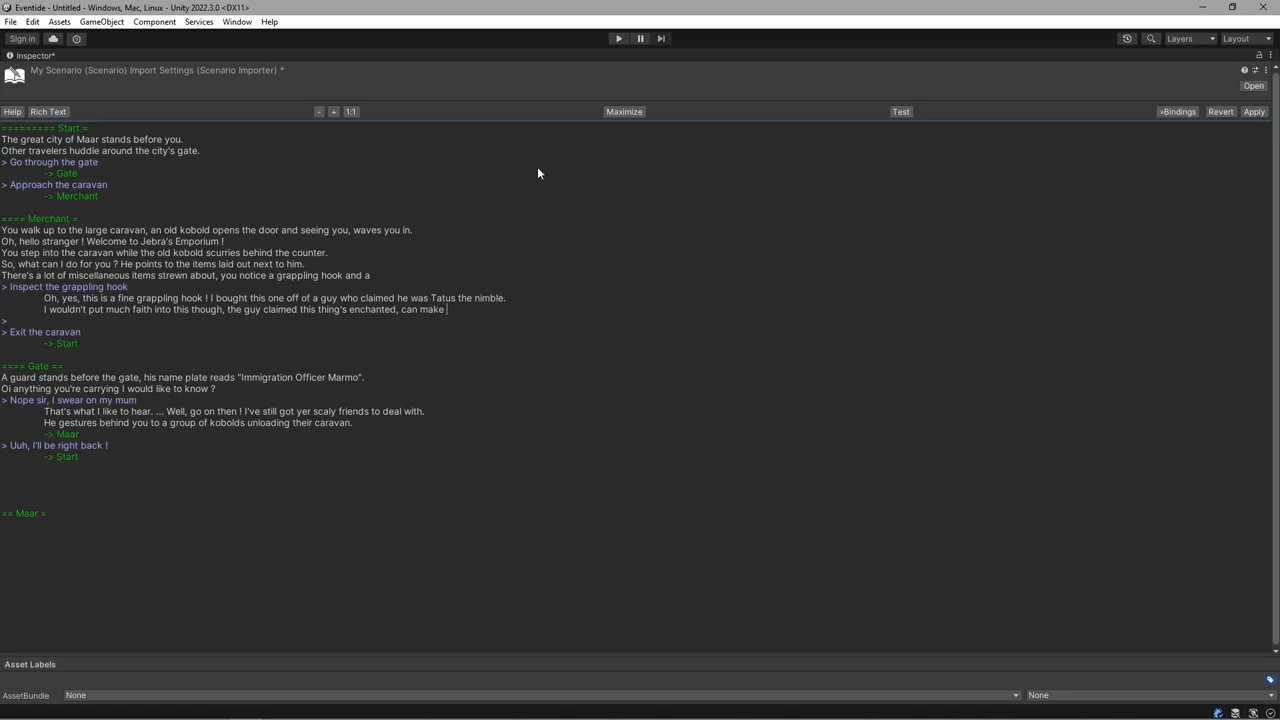 Eventide - Untitled - Windows, Mac, Linux - Unity 2022.3.0 <DX11>
File Edit Assets GameObject Component Services Window Help
Sign in Layers Layout
Inspector*
My Scenario (Scenario) Import Settings (Scenario Importer) *
Open
Help Rich Text - + 1:1 Maximize Test >Bindings Revert Apply
========= Start =
The great city of Maar stands before you.
Other travelers huddle around the city's gate.
> Go through the gate
-> Gate
> Approach the caravan
-> Merchant
==== Merchant =
You walk up to the large caravan, an old kobold opens the door and seeing you, waves you in.
Oh, hello stranger ! Welcome to Jebra's Emporium !
You step into the caravan while the old kobold scurries behind the counter.
So, what can I do for you ? He points to the items laid out next to him.
There's a lot of miscellaneous items strewn about, you notice a grappling hook and a
> Inspect the grappling hook
Oh, yes, this is a fine grappling hook ! I bought this one off of a guy who claimed he was Tatus the nimble.
I wouldn't put much faith into this though, the guy claimed this thing's enchanted, can make
>
> Exit the caravan
-> Start
==== Gate ==
A guard stands before the gate, his name plate reads "Immigration Officer Marmo".
Oi anything you're carrying I would like to know ?
> Nope sir, I swear on my mum
That's what I like to hear. ... Well, go on then ! I've still got yer scaly friends to deal with.
He gestures behind you to a group of kobolds unloading their caravan.
-> Maar
> Uuh, I'll be right back !
-> Start
== Maar =
Asset Labels
AssetBundle None None